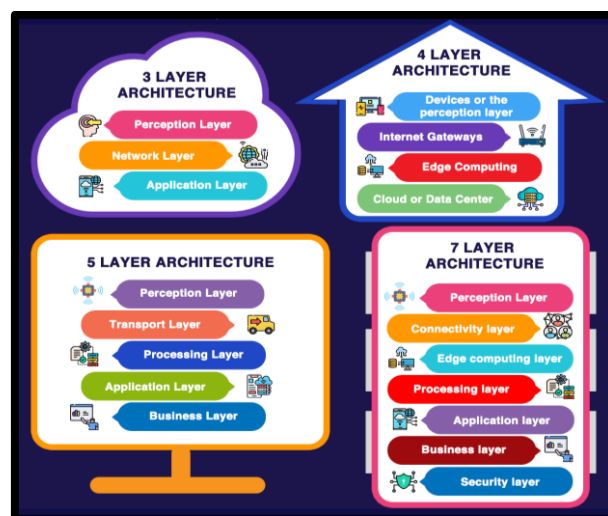 3 LAYER
ARCHITECTURE
Perception Layer
Network Layer
Application Layer
4 LAYER
ARCHITECTURE
Devices or the
perception layer
Internet Gateways
Edge Computing
Cloud or Data Center
5 LAYER ARCHITECTURE
Perception Layer
Transport Layer
Processing Layer
Application Layer
Business Layer
7 LAYER
ARCHITECTURE
Perception Layer
Connectivity layer
Edge computing layer
Processing layer
Application layer
Business layer
Security layer